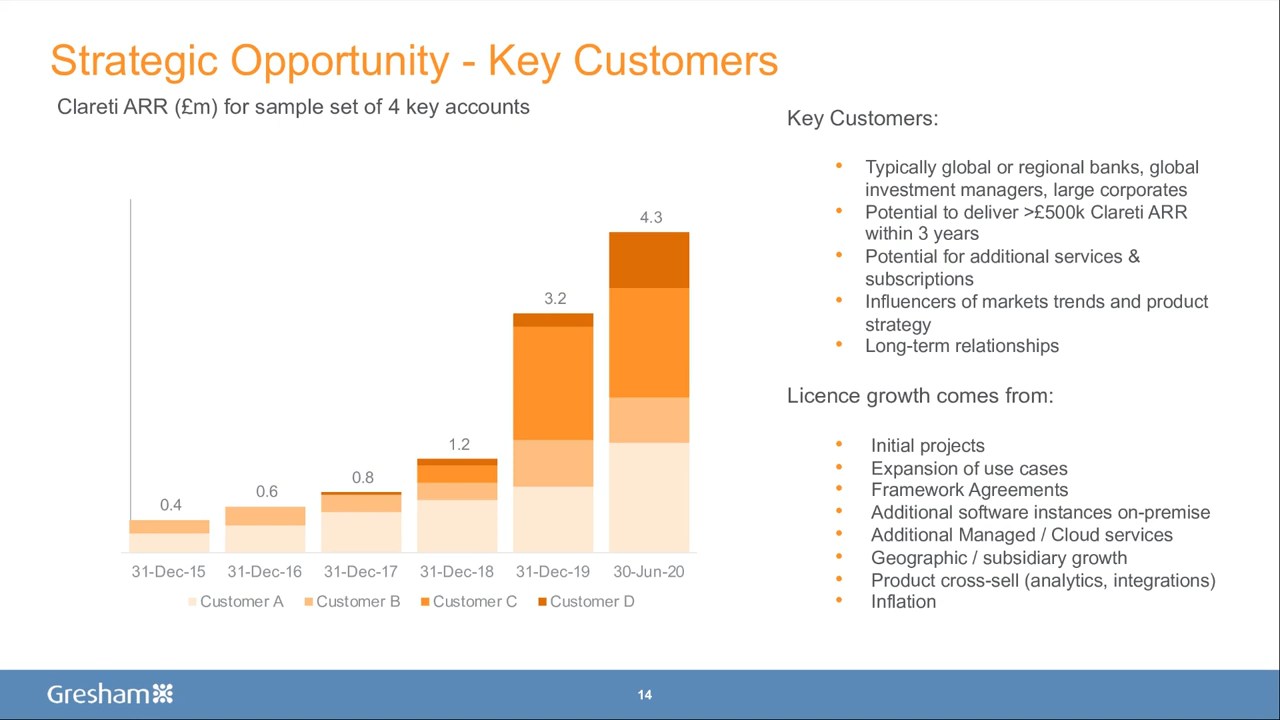 Strategic Opportunity - Key Customers
Clareti ARR (£m) for sample set of 4 key accounts
0.4
0.6
0.8
1.2
3.2
4.3
31-Dec-15
31-Dec-16
31-Dec-17
31-Dec-18
31-Dec-19
30-Jun-20
Customer A
Customer B
Customer C
Customer D
Key Customers:
• Typically global or regional banks, global
investment managers, large corporates
• Potential to deliver >£500k Clareti ARR
within 3 years
• Potential for additional services &
subscriptions
• Influencers of markets trends and product
strategy
• Long-term relationships
Licence growth comes from:
• Initial projects
• Expansion of use cases
• Framework Agreements
• Additional software instances on-premise
• Additional Managed / Cloud services
• Geographic / subsidiary growth
• Product cross-sell (analytics, integrations)
• Inflation
Gresham
14